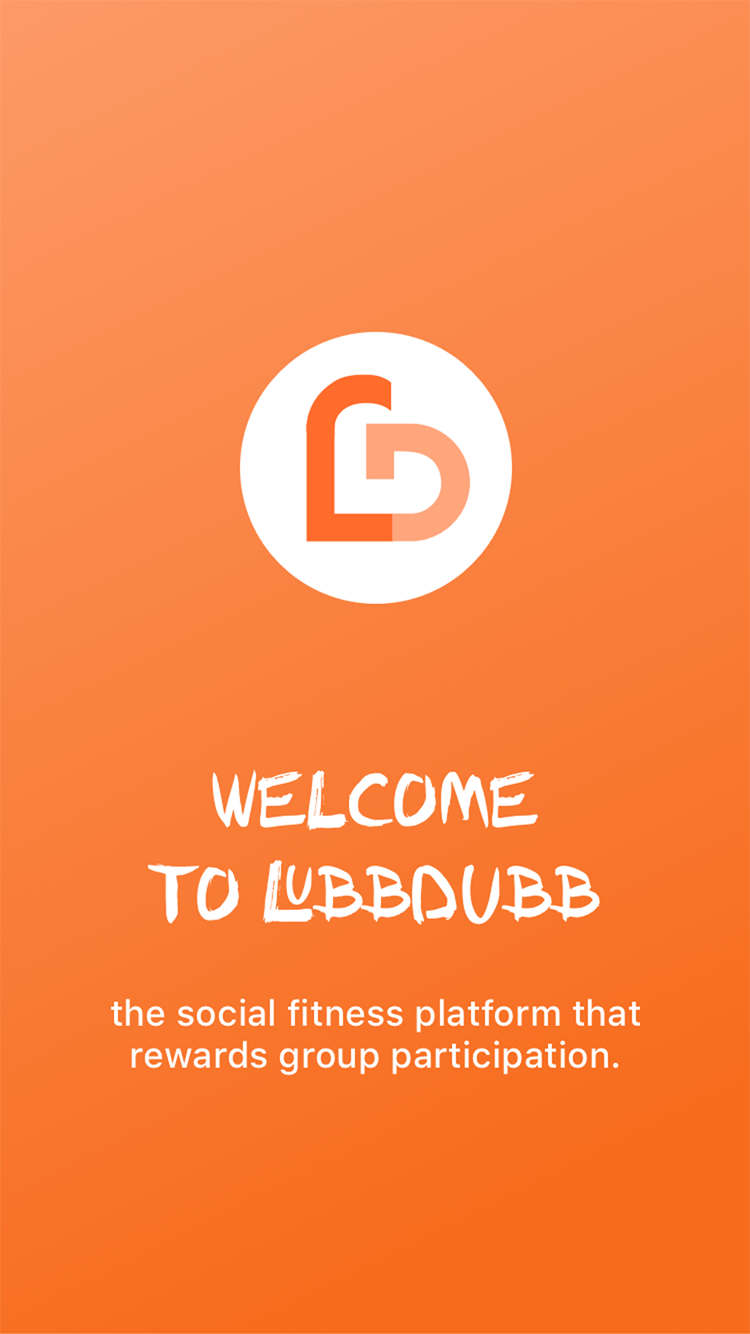 WELCOME
TO LUBBDUBB
the social fitness platform that
rewards group participation.